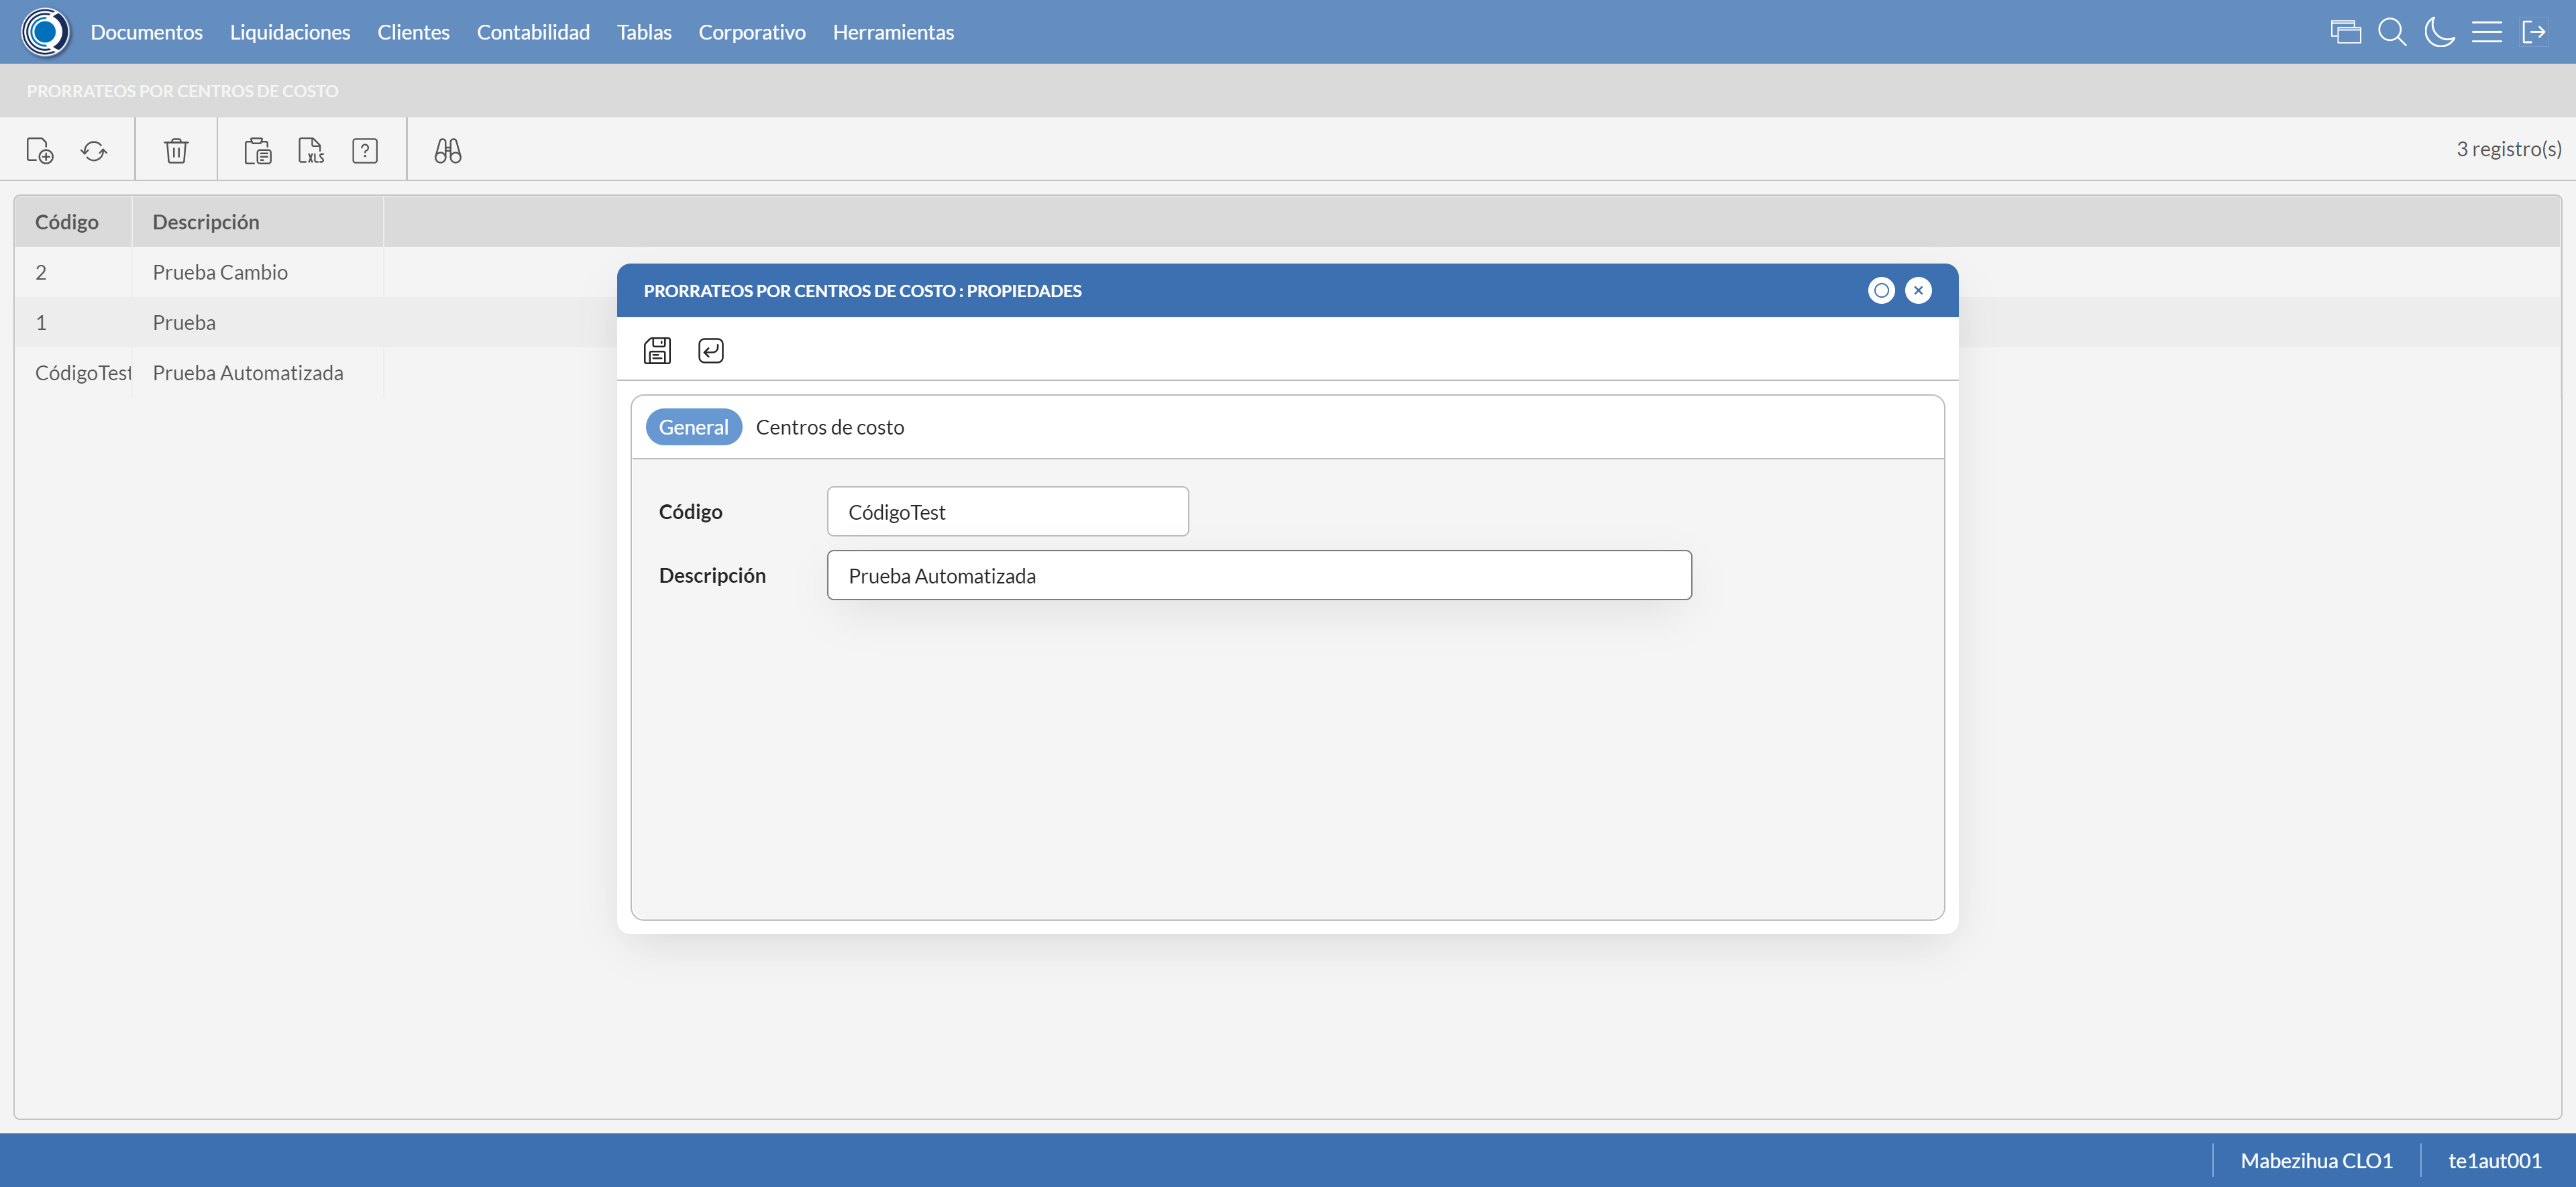 Documentos Liquidaciones Clientes Contabilidad Tablas Corporativo Herramientas
PRORRATEOS POR CENTROS DE COSTO
XLS ? 3 registro(s)
Código Descripción
2 Prueba Cambio
1 Prueba
CódigoTest Prueba Automatizada
PRORRATEOS POR CENTROS DE COSTO : PROPIEDADES
General Centros de costo
Código CódigoTest
Descripción Prueba Automatizada
Mabezihua CLO1 te1aut001